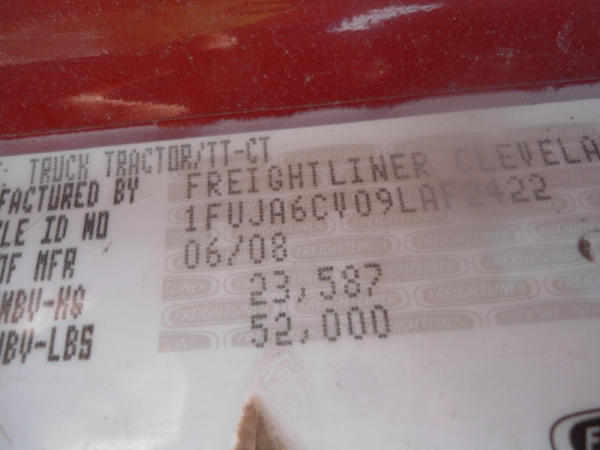 TRUCK TRACTOR/TT-CT
FACTURED BY FREIGHTLINER CLEVELA
LE ID NO 1FUJA6CV09LAF2422
OF MFR 06/08
WBV-KG 23,587
WBV-LBS 52,000